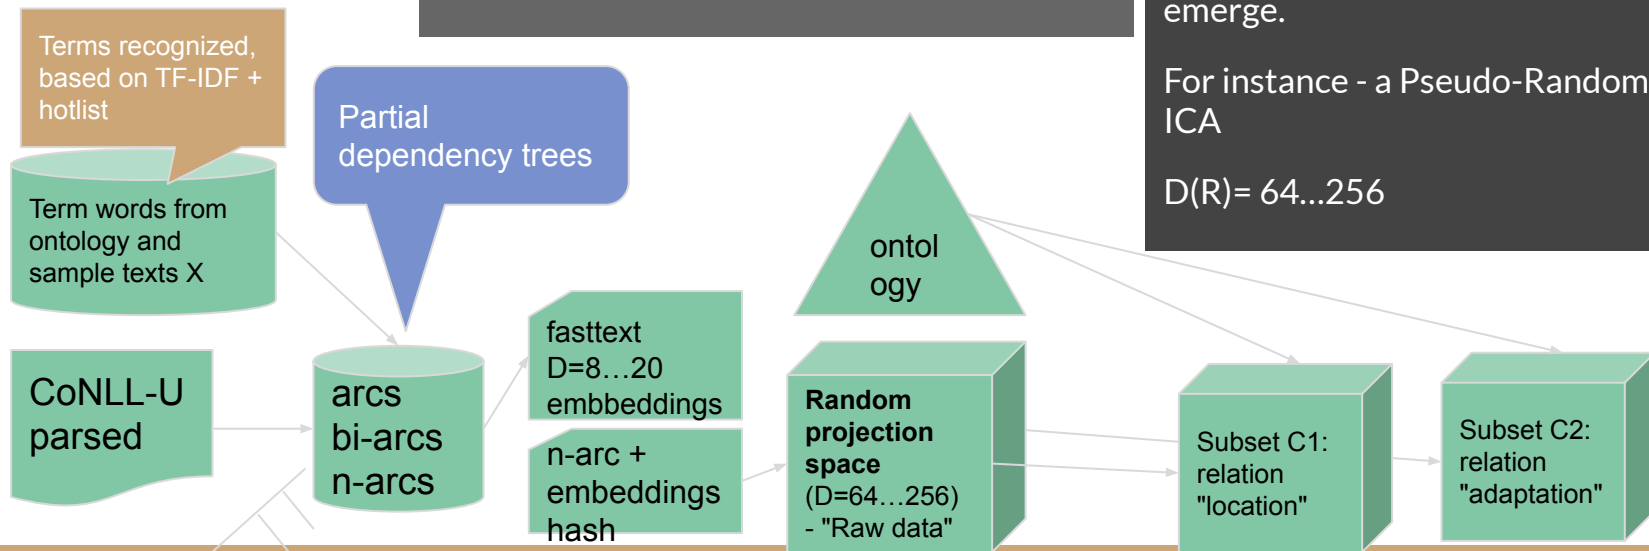 emerge.
For instance - a Pseudo-Random
ICA
D(R)= 64...256
Terms recognized,
based on TF-IDF +
hotlist
Partial
dependency trees
Term words from
ontology and
sample texts X
ontol
ogy
CoNLL-U
parsed
arcs
bi-arcs
n-arcs
fasttext
D=8...20
embbeddings
n-arc +
embeddings
hash
Random
projection
space
(D=64...256)
- "Raw data"
Subset C1:
relation
"location"
Subset C2:
relation
"adaptation"